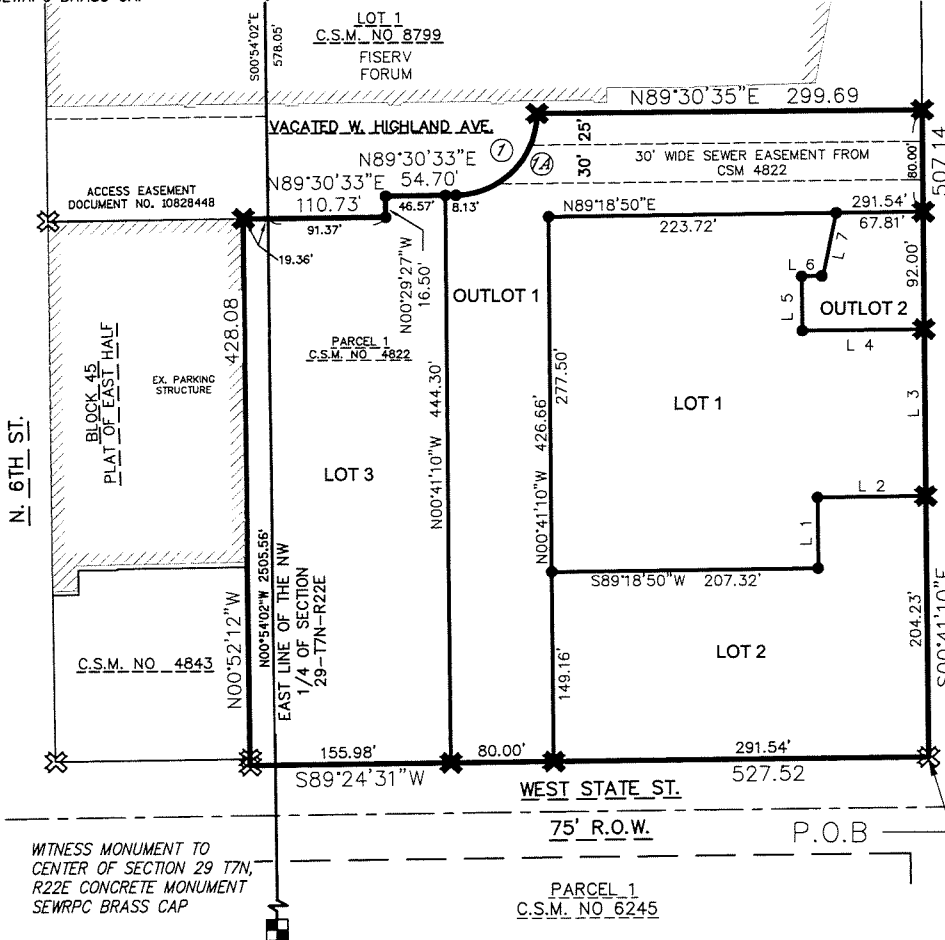 LOT 1
C.S.M. NO 8799
FISERV
FORUM
S00°54'02"E
578.05'
N89°30'35"E 299.69
VACATED W. HIGHLAND AVE.
1
1A
30' 25'
30' WIDE SEWER EASEMENT FROM
CSM 4822
80.00'
507.14
N89°30'33"E
54.70'
N89°30'33"E
110.73'
46.57'
8.13'
91.37'
19.36'
ACCESS EASEMENT
DOCUMENT NO. 10828448
N00°29'27"W
16.50'
N89°18'50"E
223.72'
291.54'
67.81'
L 7
L 6
L 5
L 4
OUTLOT 2
92.00'
OUTLOT 1
PARCEL 1
C.S.M. NO 4822
428.08
BLOCK 45
PLAT OF EAST HALF
EX. PARKING
STRUCTURE
N. 6TH ST.
LOT 3
N00°41'10"W 444.30'
N00°41'10"W 426.66'
277.50'
LOT 1
L 3
L 2
L 1
S89°18'50"W 207.32'
N00°52'12"W
N00°54'02"W 2505.56'
EAST LINE OF THE NW
1/4 OF SECTION
29-T7N-R22E
C.S.M. NO 4843
149.16'
LOT 2
204.23'
S00°41'10"E
155.98'
80.00'
291.54'
S89°24'31"W
527.52
WEST STATE ST.
75' R.O.W.
P.O.B
WITNESS MONUMENT TO
CENTER OF SECTION 29 T7N,
R22E CONCRETE MONUMENT
SEWRPC BRASS CAP
PARCEL 1
C.S.M. NO 6245